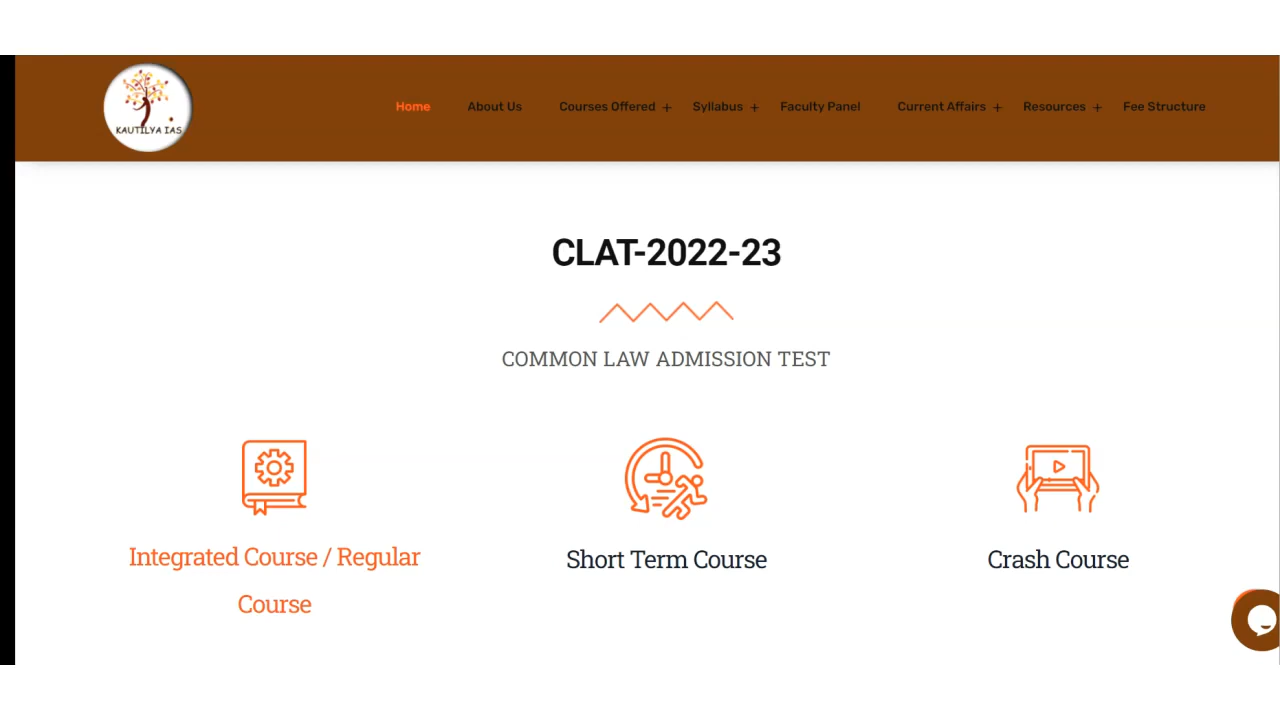 KAUTILYA IAS
Home About Us Courses Offered + Syllabus + Faculty Panel Current Affairs + Resources + Fee Structure
CLAT-2022-23
COMMON LAW ADMISSION TEST
Integrated Course / Regular
Course
Short Term Course
Crash Course